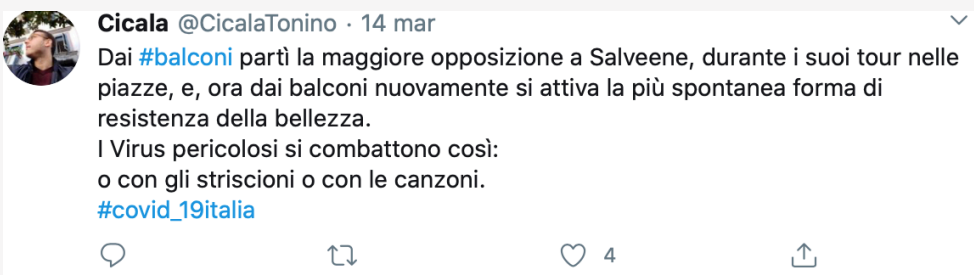 Cicala @CicalaTonino · 14 mar
Dai #balconi partì la maggiore opposizione a Salveene, durante i suoi tour nelle
piazze, e, ora dai balconi nuovamente si attiva la più spontanea forma di
resistenza della bellezza.
I Virus pericolosi si combattono così:
o con gli striscioni o con le canzoni.
#covid_19italia
4